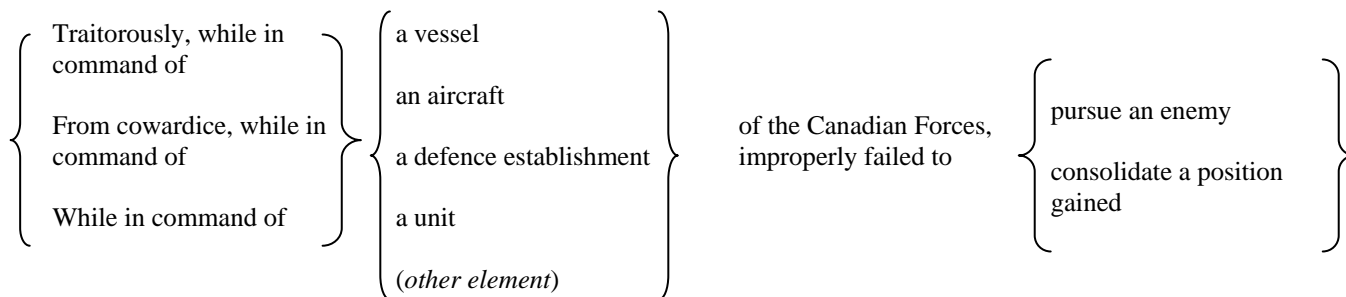 Traitorously, while in
command of
From cowardice, while in
command of
While in command of
a vessel
an aircraft
a defence establishment
a unit
(other element)
of the Canadian Forces,
improperly failed to
pursue an enemy
consolidate a position
gained